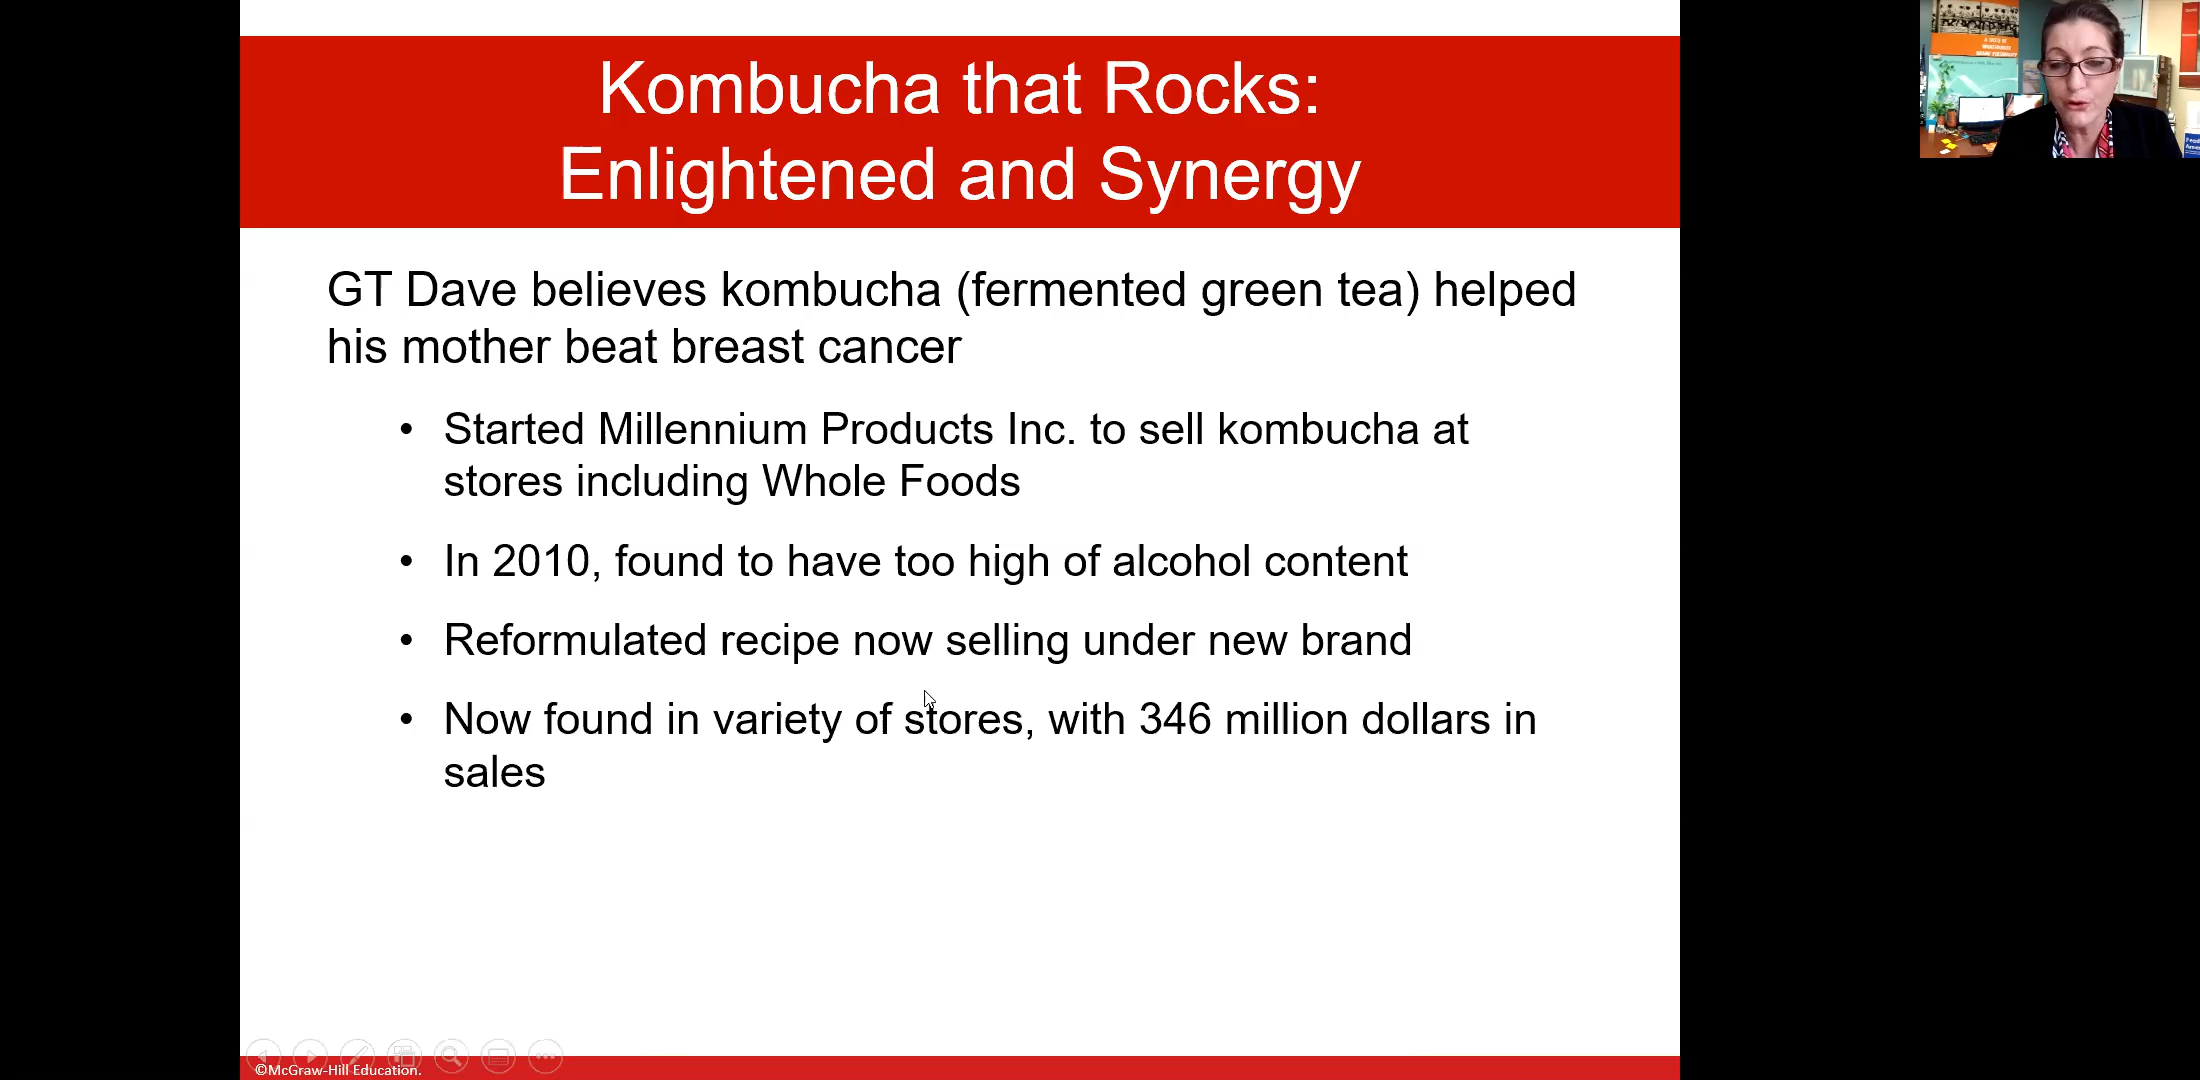 Kombucha that Rocks:
Enlightened and Synergy
GT Dave believes kombucha (fermented green tea) helped
his mother beat breast cancer
• Started Millennium Products Inc. to sell kombucha at
stores including Whole Foods
• In 2010, found to have too high of alcohol content
• Reformulated recipe now selling under new brand
• Now found in variety of stores, with 346 million dollars in
sales
©McGraw-Hill Education.